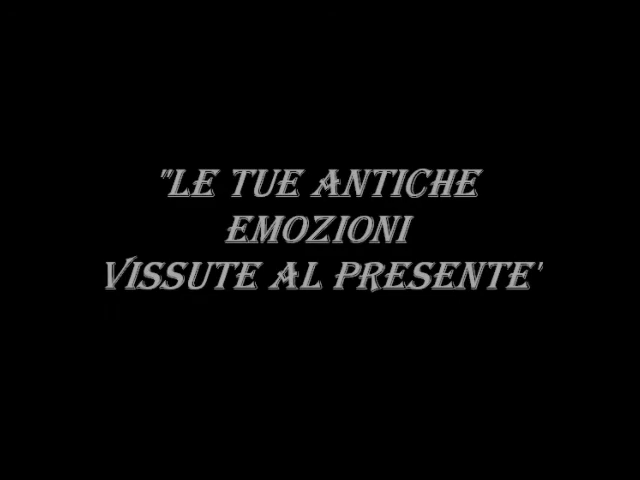 "LE TUE ANTICHE
EMOZIONI
VISSUTE AL PRESENTE'